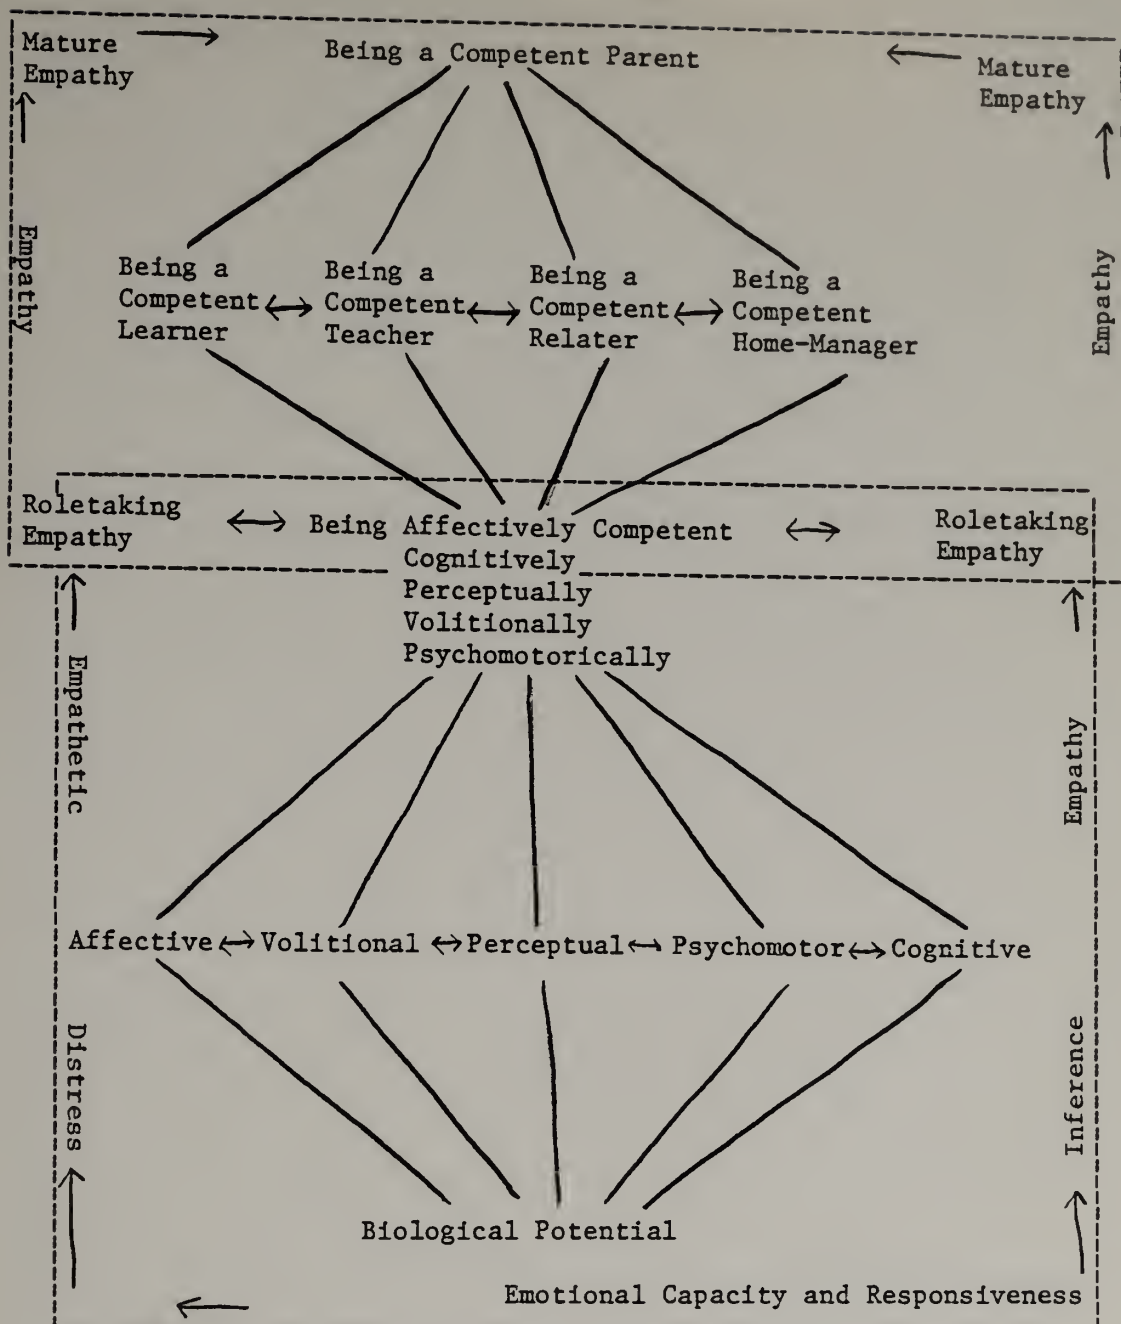 Mature
Empathy
Being a Competent Parent
Mature
Empathy
Empathy
Empathy
Being a
Competent
Learner
Being a
Competent
Teacher
Being a
Competent
Relater
Being a
Competent
Home-Manager
Roletaking
Empathy
Being Affectively Competent
Cognitively
Perceptually
Volitionally
Psychomotorically
Roletaking
Empathy
Empathetic
Empathy
Affective
Volitional
Perceptual
Psychomotor
Cognitive
Distress
Inference
Biological Potential
Emotional Capacity and Responsiveness